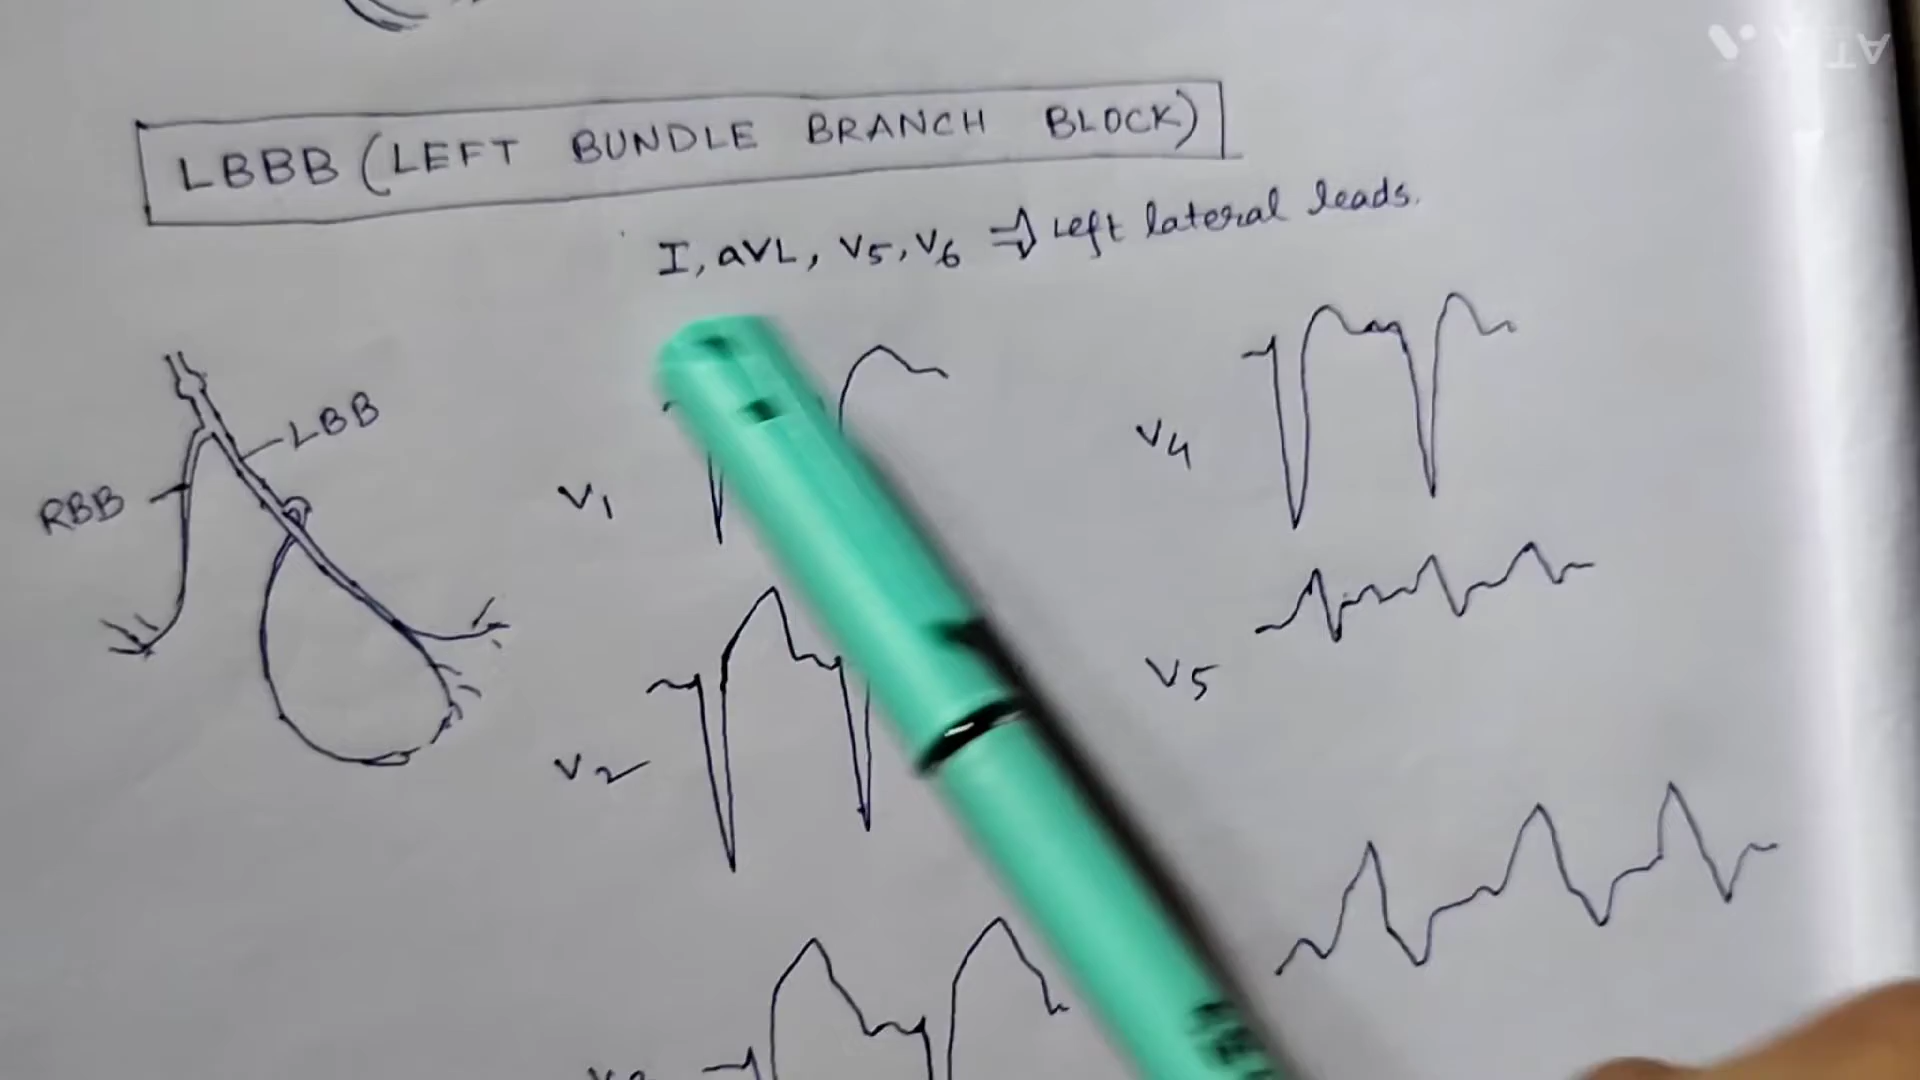 LBBB (LEFT BUNDLE BRANCH BLOCK)
I, aVL, V5, V6 ⇒ Left lateral leads.
LBB
RBB
V1
V4
V2
V5